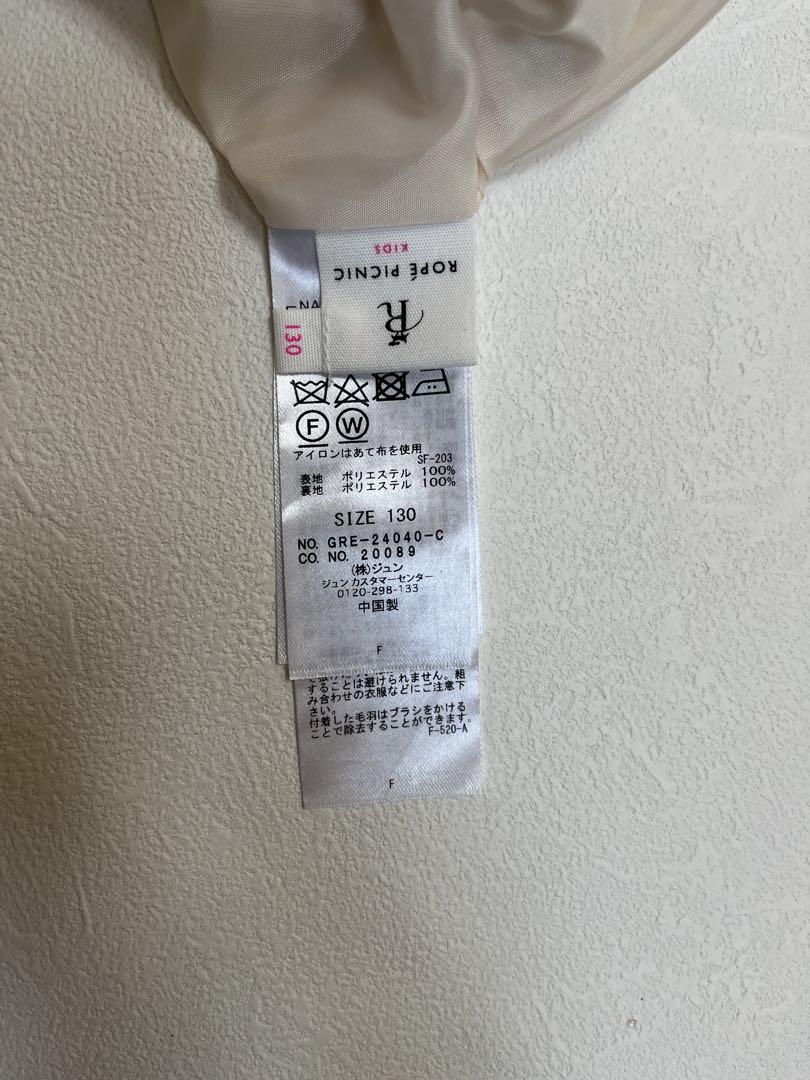 ROPÉ PICNIC
KIDS
130
F
W
アイロンはあて布を使用
SF-203
表地 ポリエステル 100%
裏地 ポリエステル 100%
SIZE 130
NO. GRE-24040-C
CO. NO. 20089
(株)ジュン
ジュン カスタマーセンター
0120-298-133
中国製
F
することは避けられません。組
み合わせの衣服などにご注意下
さい。
付着した毛羽はブラシをかける
ことで除去することができます。
F-520-A
F